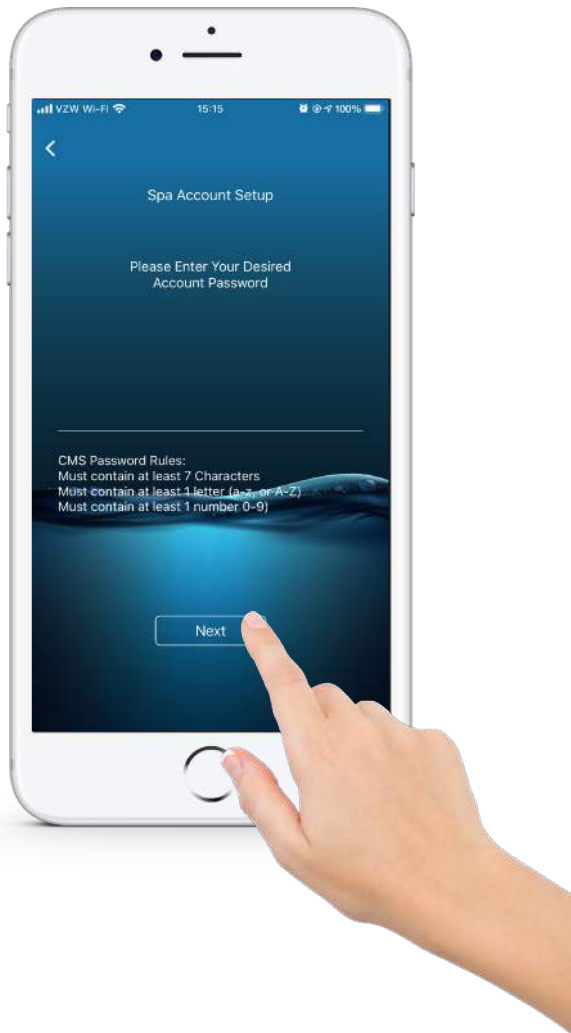 VZW Wi-Fi 15:15 100%
Spa Account Setup
Please Enter Your Desired
Account Password
CMS Password Rules:
Must contain at least 7 Characters
Must contain at least 1 letter (a-z, or A-Z)
Must contain at least 1 number 0-9)
Next